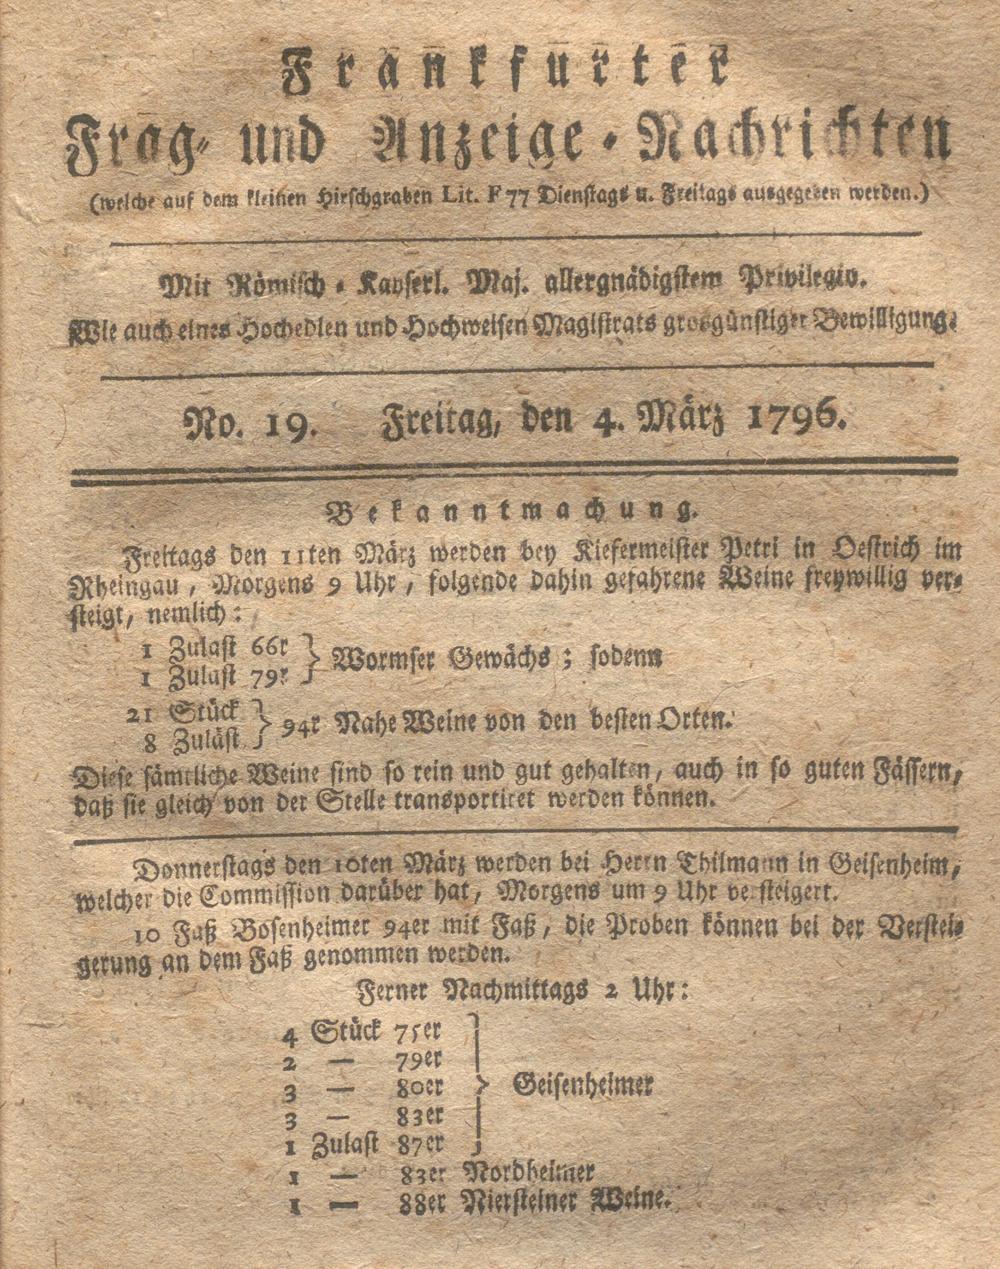 Frankfurter
Frag- und Anzeige-Nachrichten
(welche auf dem kleinen Hirschgraben Lit. F 77 Dienstags u. Freitags ausgegeben werden.)
Mit Römisch-Kayserl. Maj. allergnädigstem Privilegio.
Wie auch eines Hochedlen und Hochweisen Magistrats grosgünstiger Bewilligung.
No. 19. Freitag, den 4. März 1796.
Bekanntmachung.
Freitags den 11ten März werden bey Kiefermeister Petri in Oestrich im
Rheingau, Morgens 9 Uhr, folgende dahin gefahrene Weine freywillig ver-
steigt, nemlich:
1 Zulast 66r
1 Zulast 79r
} Wormser Gewächs; sodenn
21 Stück
8 Zuläst
} 94r Nahe Weine von den besten Orten.
Diese sämtliche Weine sind so rein und gut gehalten, auch in so guten Fässern,
daß sie gleich von der Stelle transportiret werden können.
Donnerstags den 10ten März werden bei Herrn Thilmann in Geisenheim,
welcher die Commission darüber hat, Morgens um 9 Uhr versteigert.
10 Faß Bosenheimer 94er mit Faß, die Proben können bei der Verstei-
gerung an dem Faß genommen werden.
Ferner Nachmittags 2 Uhr:
4 Stück 75er
2 — 79er
3 — 80er
} Geisenheimer
3 — 83er
1 Zulast 87er
1 — 83er Nordheimer
1 — 88er Niersteiner Weine.